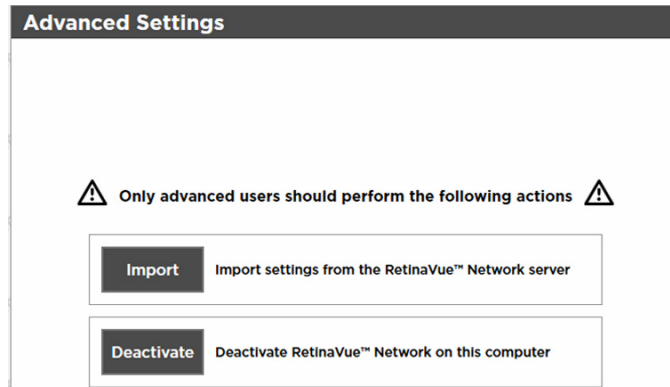 Advanced Settings
Only advanced users should perform the following actions
Import Import settings from the RetinaVue™ Network server
Deactivate Deactivate RetinaVue™ Network on this computer